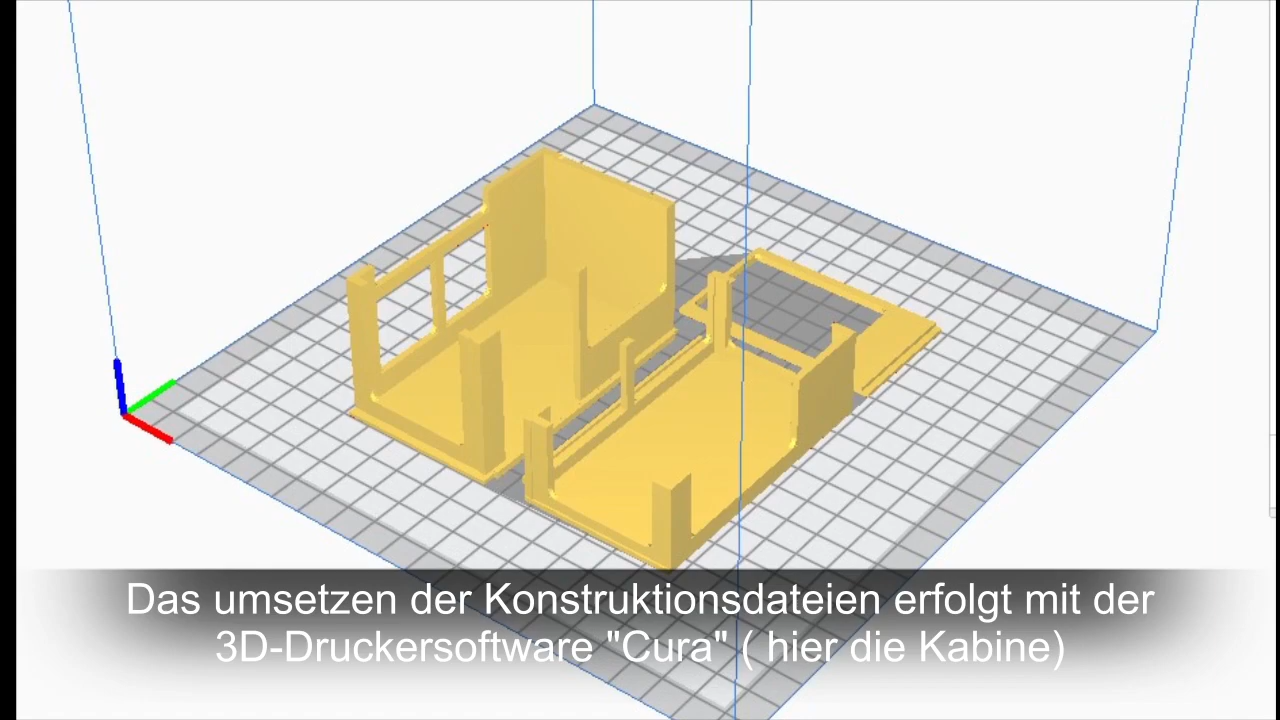 Das umsetzen der Konstruktionsdateien erfolgt mit der
3D-Druckersoftware "Cura" ( hier die Kabine)